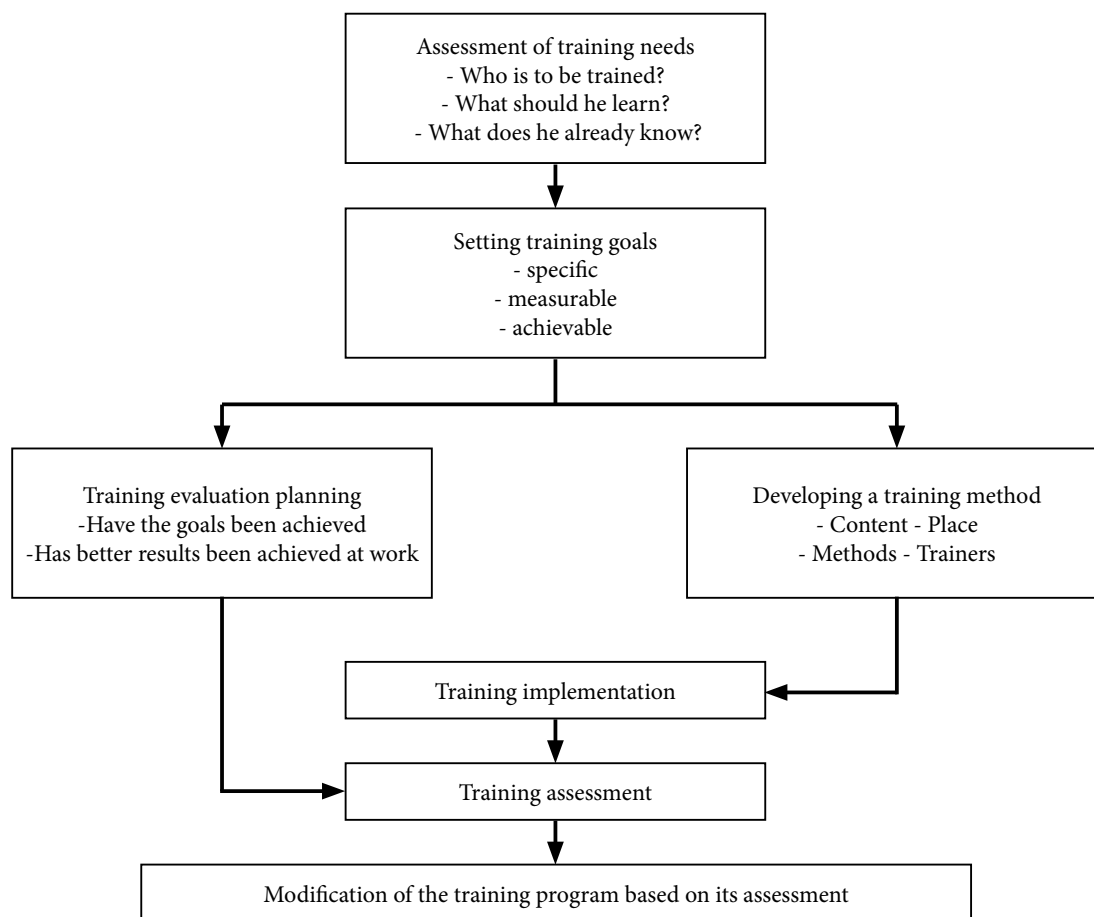 Assessment of training needs
- Who is to be trained?
- What should he learn?
- What does he already know?
Setting training goals
- specific
- measurable
- achievable
Training evaluation planning
-Have the goals been achieved
-Has better results been achieved at work
Developing a training method
- Content - Place
- Methods - Trainers
Training implementation
Training assessment
Modification of the training program based on its assessment